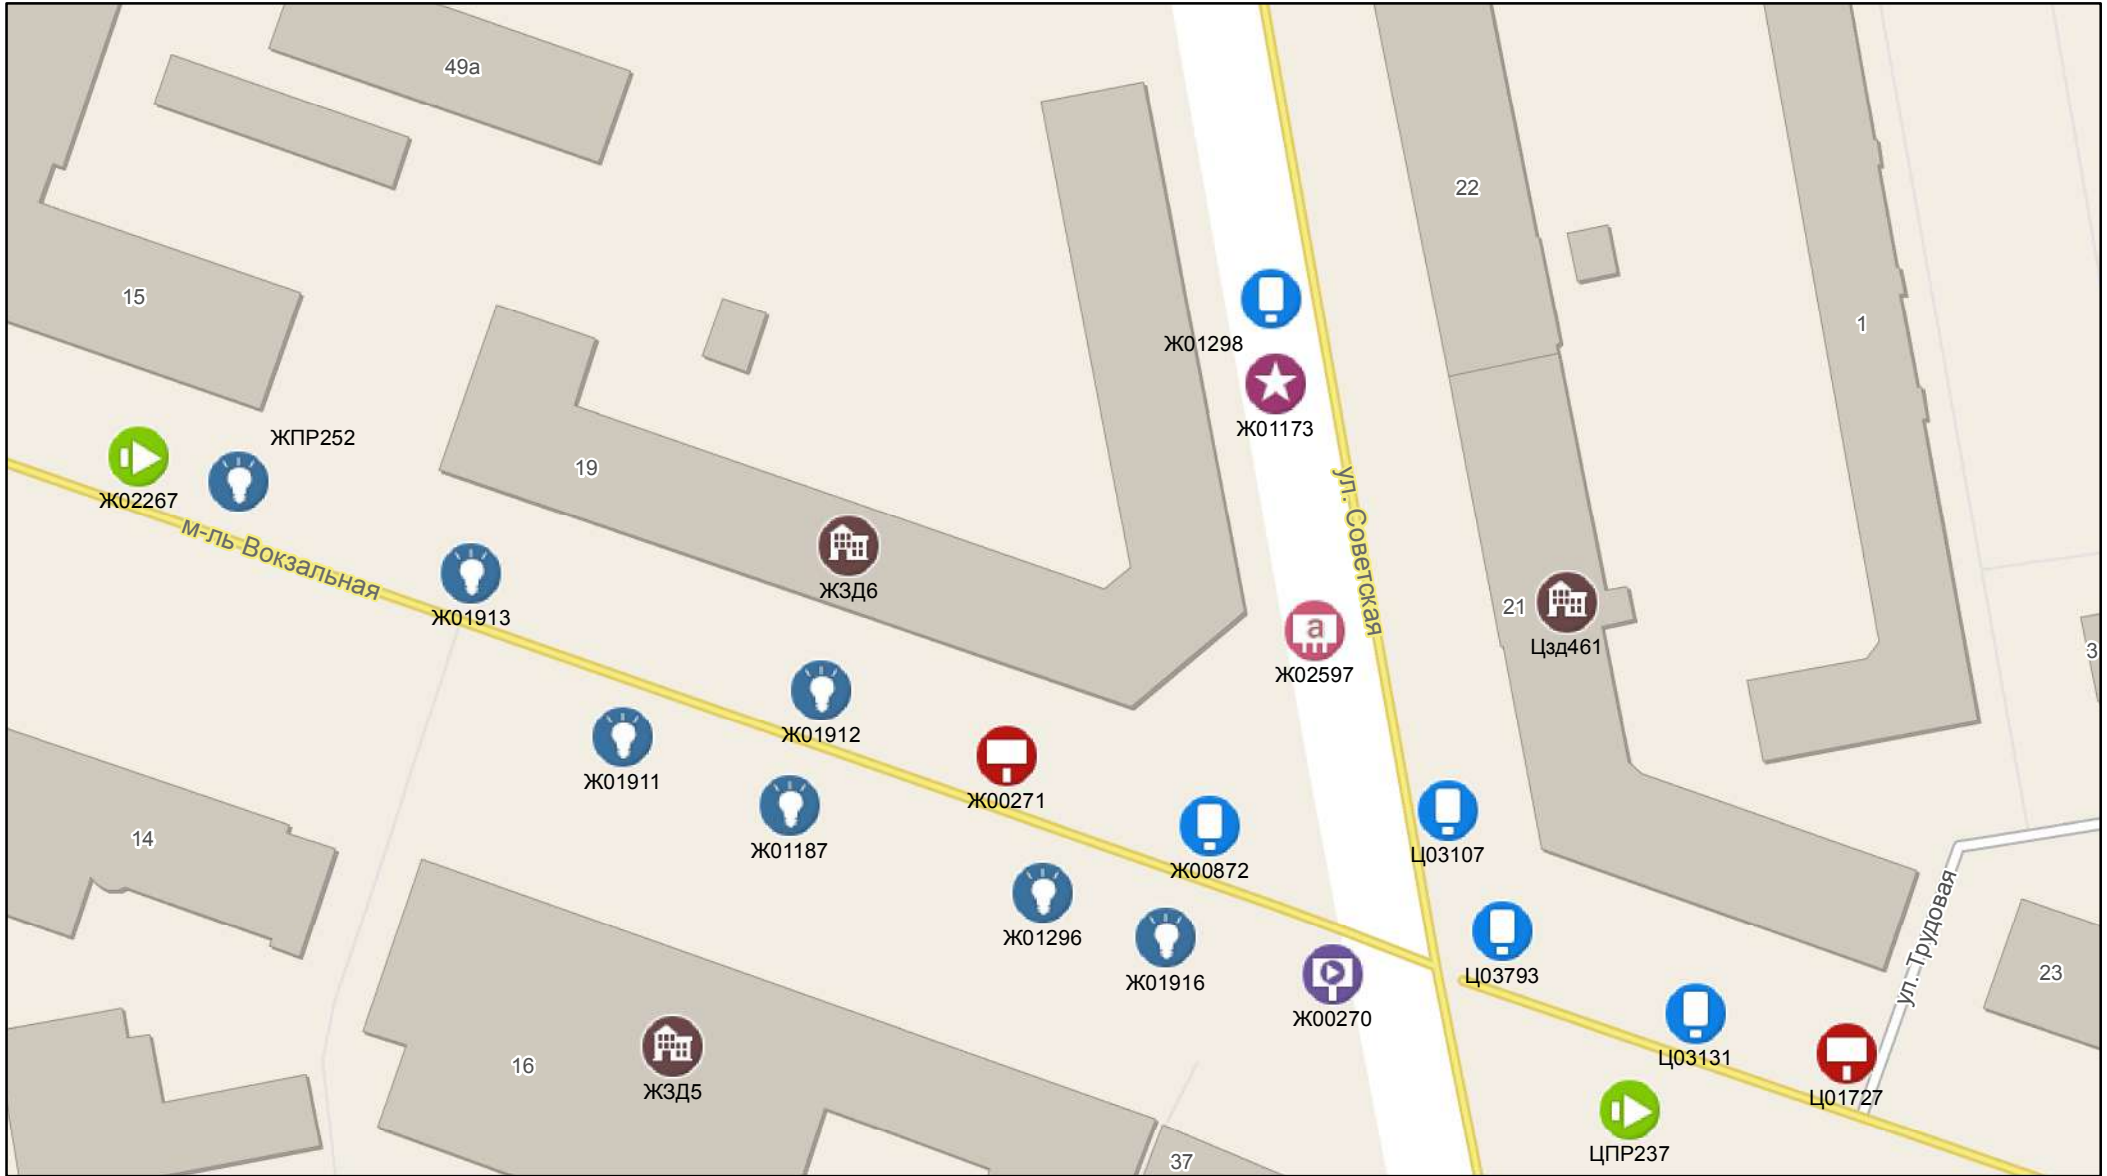 49а
22
15
1
Ж01298
Ж01173
ЖПР252
19
Ж02267
м-ль Вокзальная
ул. Советская
Ж01913
ЖЗД6
21
Цзд461
3
Ж02597
Ж01912
Ж01911
Ж00271
14
Ж01187
Ж00872
Ц03107
Ж01296
Ж01916
Ц03793
ул. Трудовая
23
Ж00270
16
ЖЗД5
Ц03131
Ц01727
ЦПР237
37
а